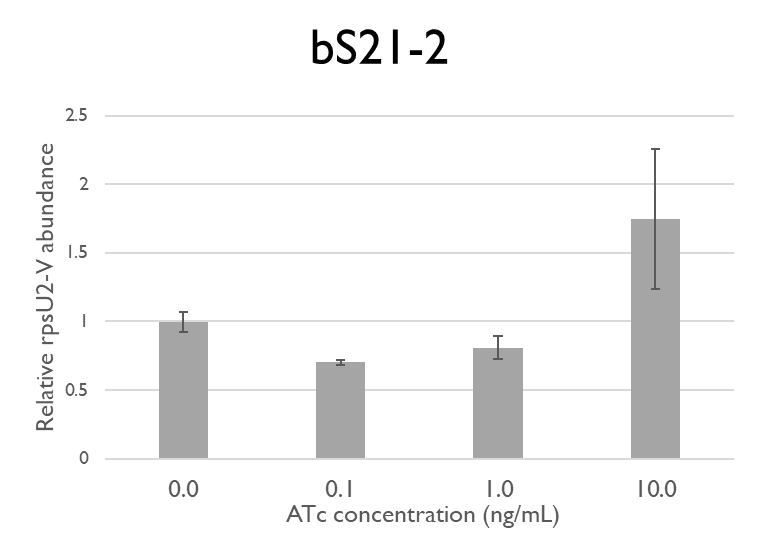 bS21-2
2.5
2
1.5
1
0.5
0
Relative rpsU2-V abundance
0.0 0.1 1.0 10.0
ATc concentration (ng/mL)